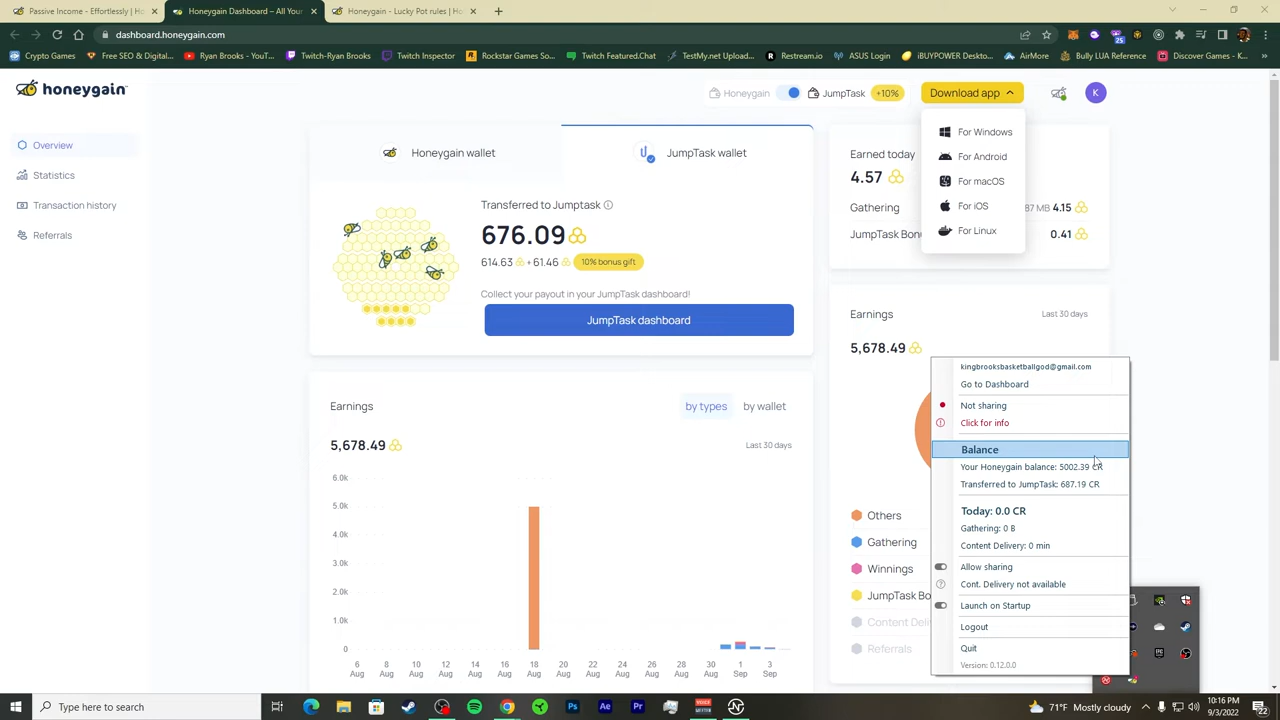 Passive Income - Effortlessly | H
Honeygain Dashboard – All Your
Lucky Pot rules | Honeygain
dashboard.honeygain.com
25
Crypto Games
Free SEO & Digital...
Ryan Brooks - YouT...
Twitch-Ryan Brooks
Twitch Inspector
Rockstar Games
Twitch Featured.Chat
TestMy.net Upload...
Restream.io
ASUS Login
iBUYPOWER Desktop...
AirMore
Bully LUA Reference
Discover Games - K...
honeygain
Honeygain
JumpTask
+10%
Download app
K
For Windows
For Android
For macOS
For iOS
For Linux
Overview
Statistics
Transaction history
Referrals
Honeygain wallet
JumpTask wallet
Transferred to Jumptask
676.09
614.63 + 61.46
10% bonus gift
Collect your payout in your JumpTask dashboard!
JumpTask dashboard
Earned today
4.57
Gathering
87 MB 4.15
JumpTask Bonu
0.41
Earnings
Last 30 days
5,678.49
Others
Gathering
Winnings
JumpTask Bo
Content Deli
Referrals
Earnings
by types
by wallet
5,678.49
Last 30 days
6.0k
5.0k
4.0k
3.0k
2.0k
1.0k
0
6 8 10 12 14 16 18 20 22 24 26 28 30 1 3
Aug Aug Aug Aug Aug Aug Aug Aug Aug Aug Aug Aug Aug Sep Sep
kingbrooksbasketballgod@gmail.com
Go to Dashboard
Not sharing
Click for info
Balance
Your Honeygain balance: 5002.39 CR
Transferred to JumpTask: 687.19 CR
Today: 0.0 CR
Gathering: 0 B
Content Delivery: 0 min
Allow sharing
Cont. Delivery not available
Launch on Startup
Logout
Quit
Version: 0.12.0.0
Type here to search
71°F Mostly cloudy
10:16 PM
9/3/2022